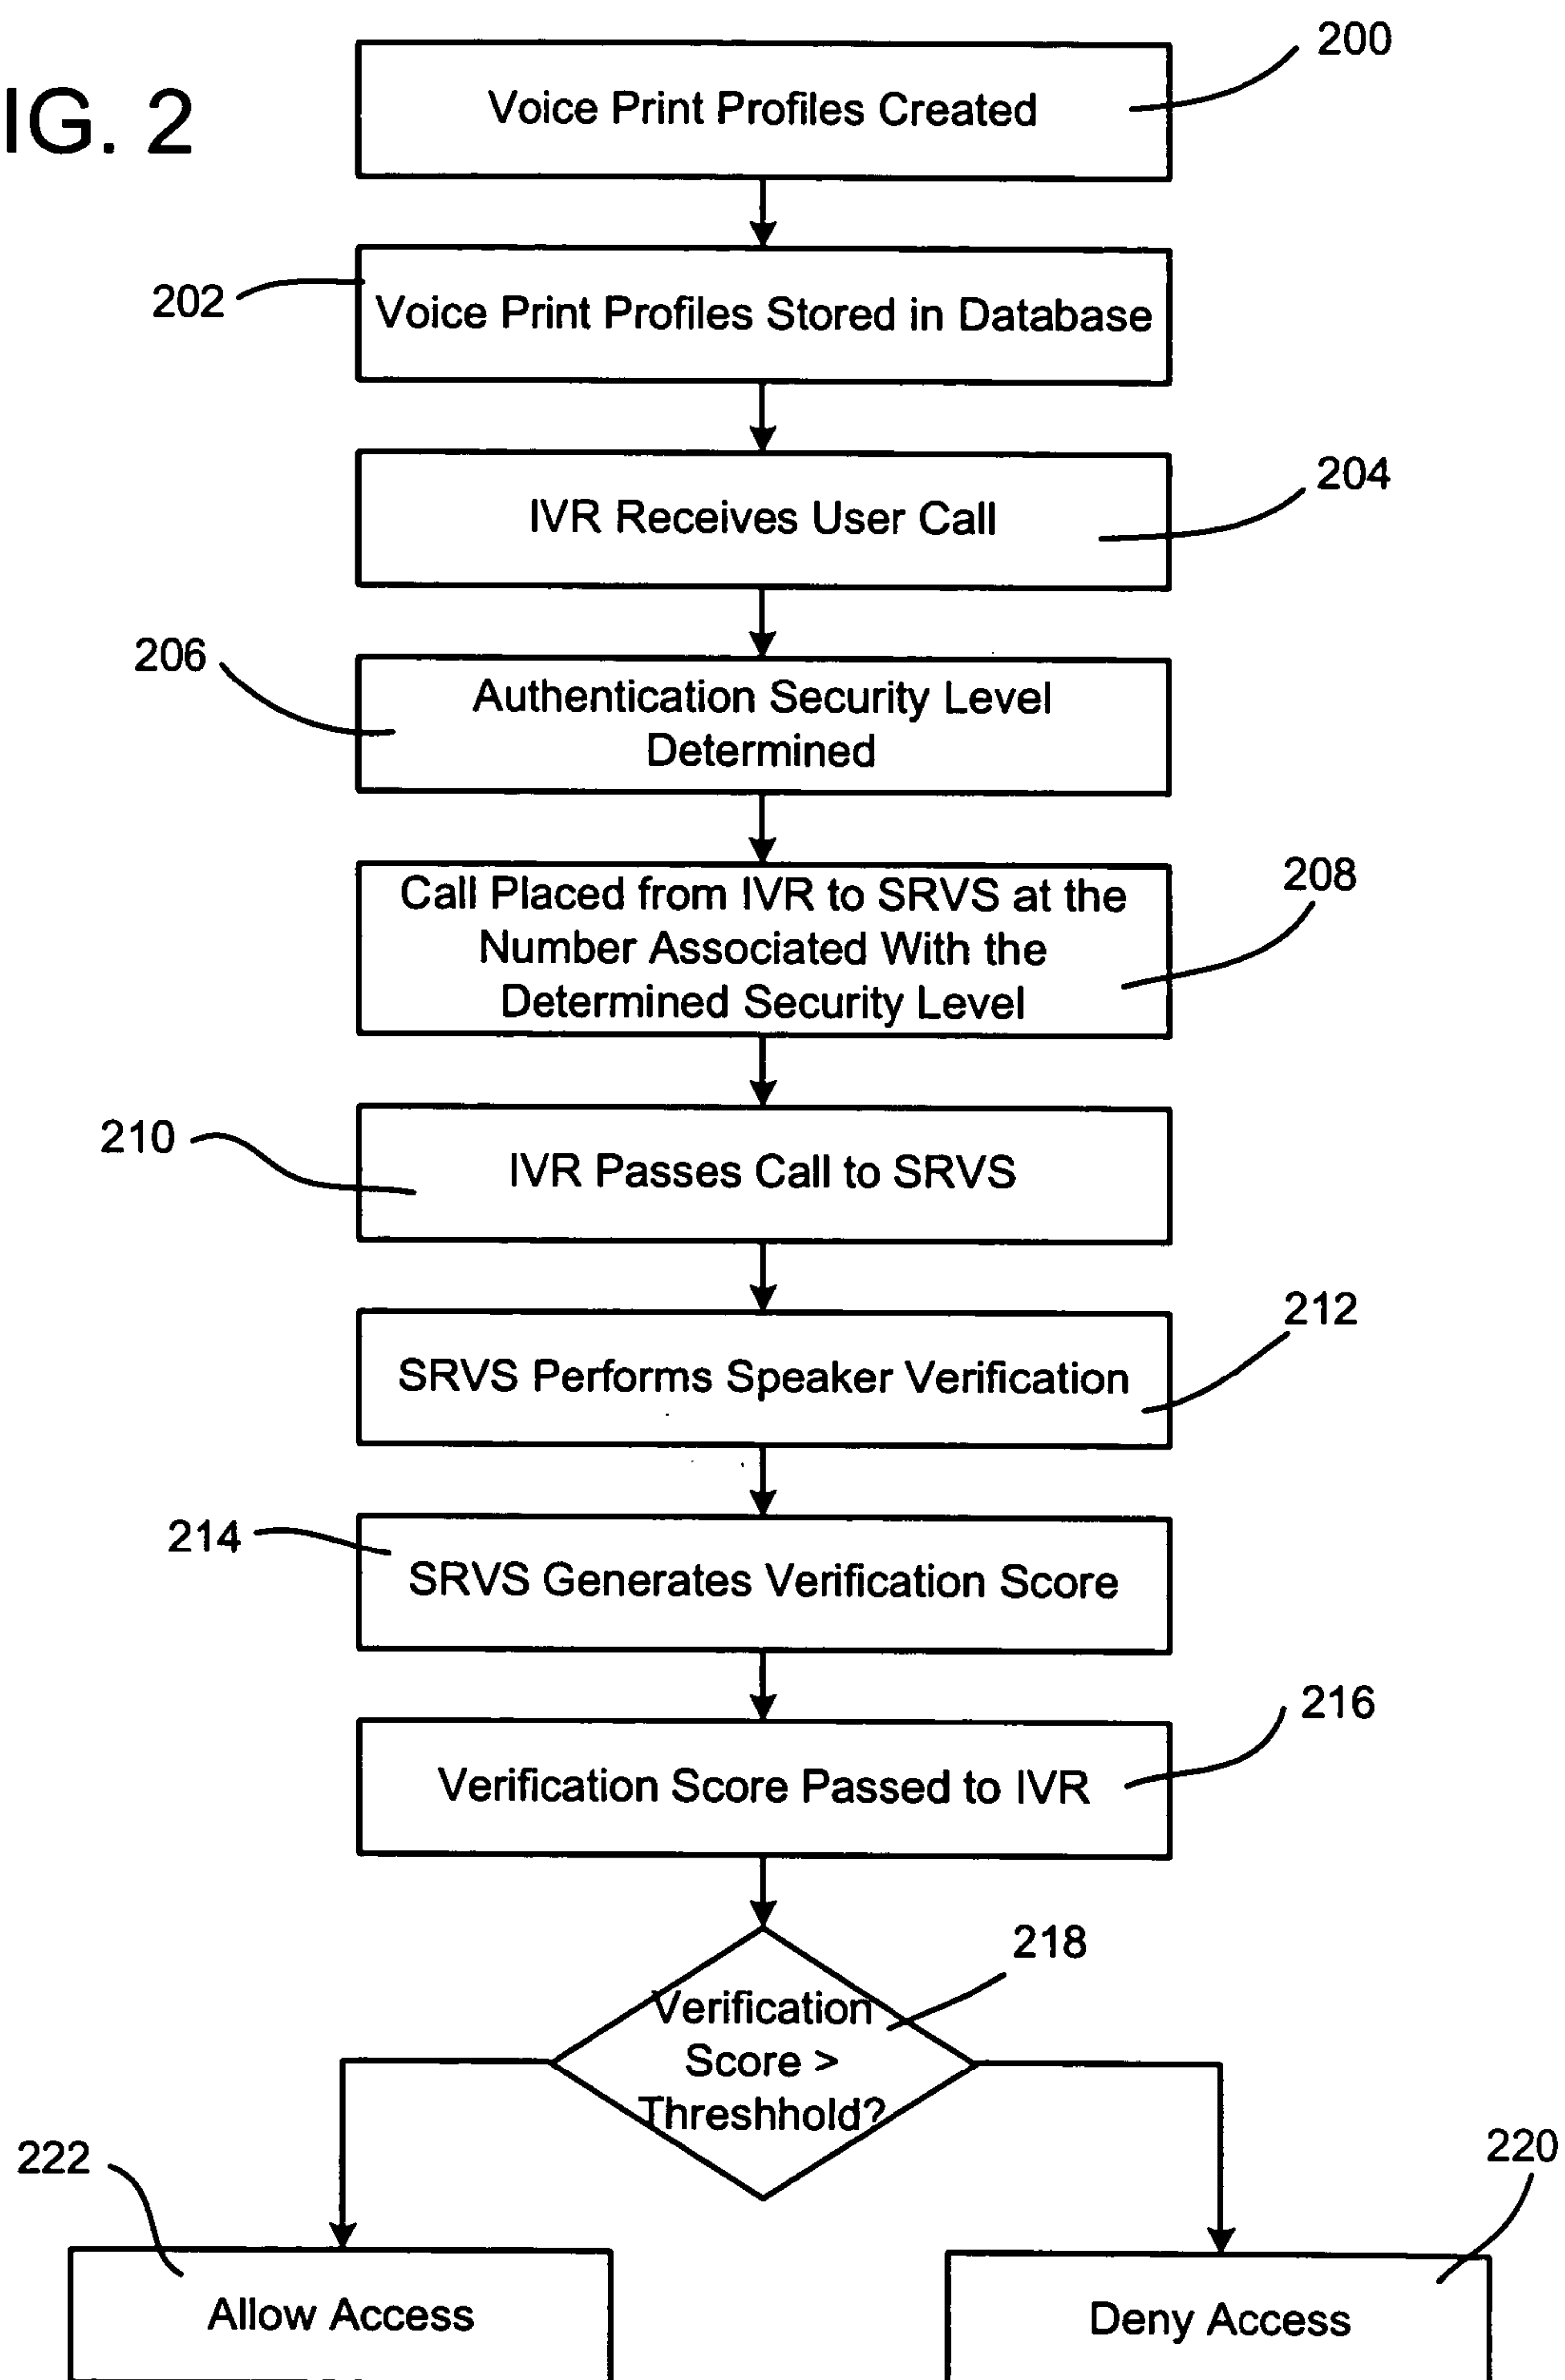 200
IG. 2
Voice Print Profiles Created
202
Voice Print Profiles Stored in Database
204
IVR Receives User Call
206
Authentication Security Level
Determined
208
Call Placed from IVR to SRVS at the
Number Associated With the
Determined Security Level
210
IVR Passes Call to SRVS
212
SRVS Performs Speaker Verification
214
SRVS Generates Verification Score
216
Verification Score Passed to IVR
218
Verification
Score >
Threshhold?
222
220
Allow Access
Deny Access